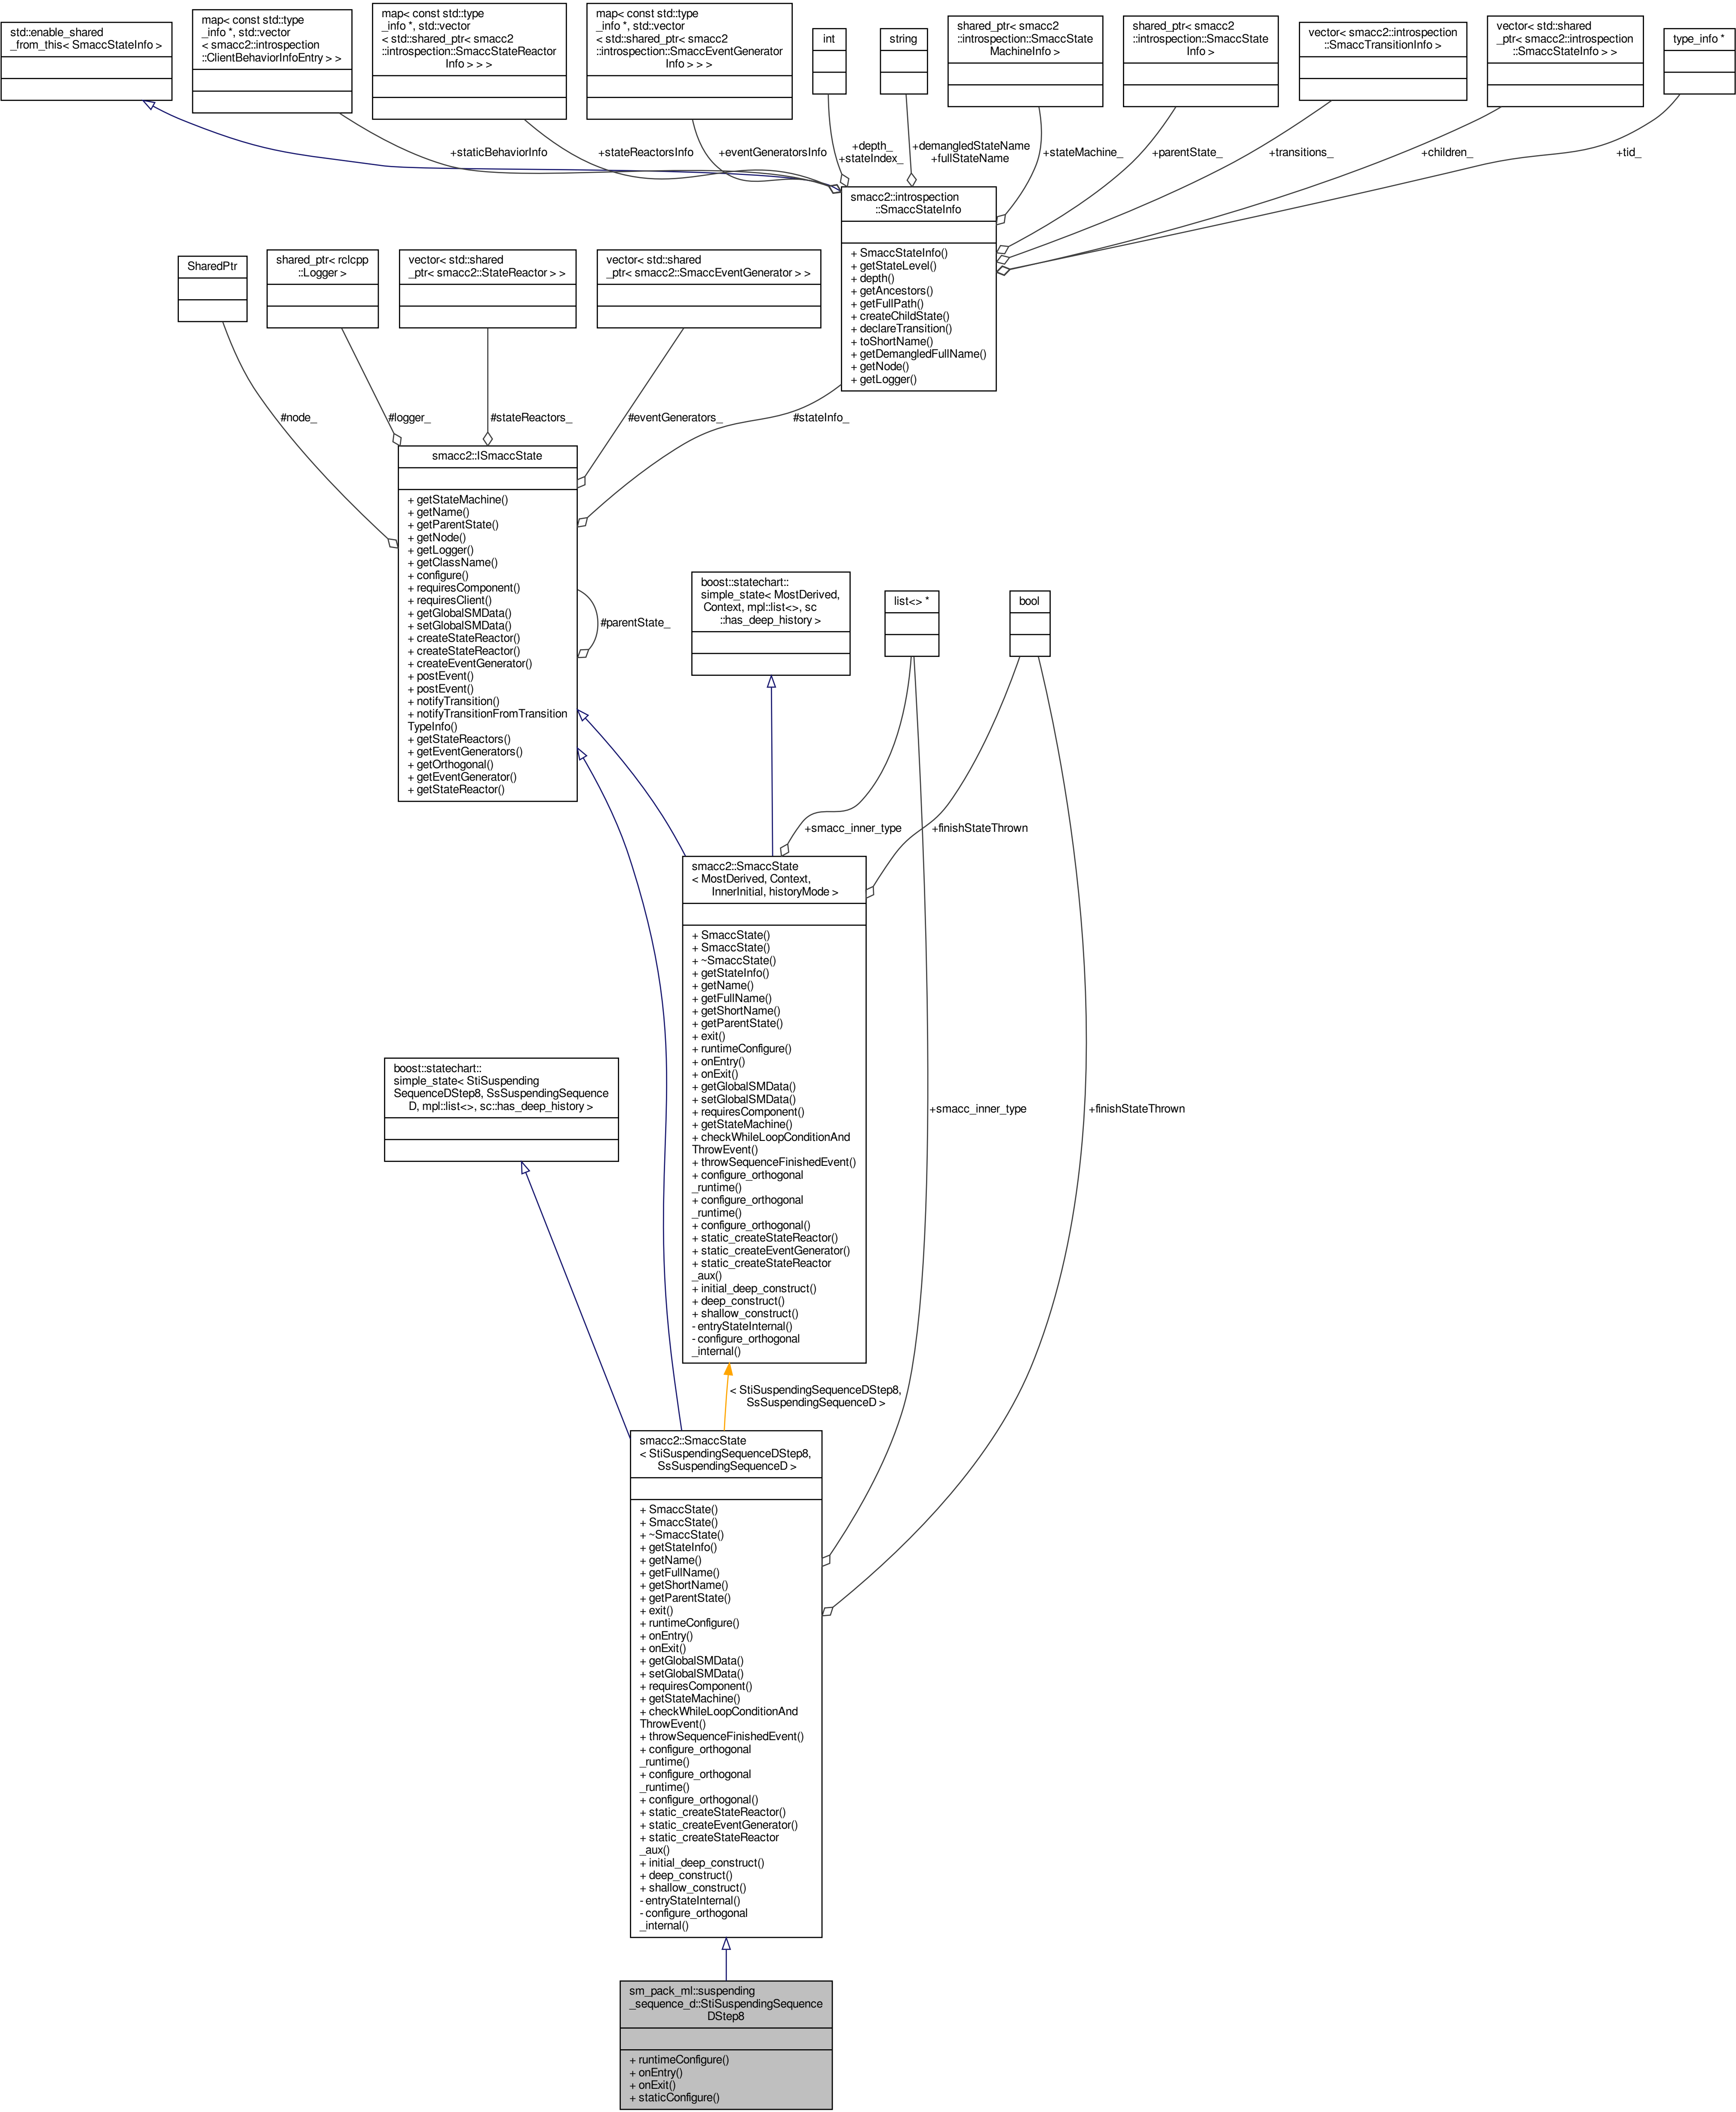 std::enable_shared
_from_this< SmaccStateInfo >
map< const std::type
_info *, std::vector
< smacc2::introspection
::ClientBehaviorInfoEntry > >
map< const std::type
_info *, std::vector
< std::shared_ptr< smacc2
::introspection::SmaccStateReactor
Info > > >
map< const std::type
_info *, std::vector
< std::shared_ptr< smacc2
::introspection::SmaccEventGenerator
Info > > >
int
string
shared_ptr< smacc2
::introspection::SmaccState
MachineInfo >
shared_ptr< smacc2
::introspection::SmaccState
Info >
vector< smacc2::introspection
::SmaccTransitionInfo >
vector< std::shared
_ptr< smacc2::introspection
::SmaccStateInfo > >
type_info *
+staticBehaviorInfo
+stateReactorsInfo
+eventGeneratorsInfo
+depth_
+stateIndex_
+demangledStateName
+fullStateName
+stateMachine_
+parentState_
+transitions_
+children_
+tid_
smacc2::introspection
::SmaccStateInfo
+ SmaccStateInfo()
+ getStateLevel()
+ depth()
+ getAncestors()
+ getFullPath()
+ createChildState()
+ declareTransition()
+ toShortName()
+ getDemangledFullName()
+ getNode()
+ getLogger()
SharedPtr
shared_ptr< rclcpp
::Logger >
vector< std::shared
_ptr< smacc2::StateReactor > >
vector< std::shared
_ptr< smacc2::SmaccEventGenerator > >
#node_
#logger_
#stateReactors_
#eventGenerators_
#stateInfo_
smacc2::ISmaccState
+ getStateMachine()
+ getName()
+ getParentState()
+ getNode()
+ getLogger()
+ getClassName()
+ configure()
+ requiresComponent()
+ requiresClient()
+ getGlobalSMData()
+ setGlobalSMData()
+ createStateReactor()
+ createStateReactor()
+ createEventGenerator()
+ postEvent()
+ postEvent()
+ notifyTransition()
+ notifyTransitionFromTransition
TypeInfo()
+ getStateReactors()
+ getEventGenerators()
+ getOrthogonal()
+ getEventGenerator()
+ getStateReactor()
#parentState_
boost::statechart::
simple_state< MostDerived,
Context, mpl::list<>, sc
::has_deep_history >
list<> *
bool
+smacc_inner_type
+finishStateThrown
smacc2::SmaccState
< MostDerived, Context,
InnerInitial, historyMode >
+ SmaccState()
+ SmaccState()
+ ~SmaccState()
+ getStateInfo()
+ getName()
+ getFullName()
+ getShortName()
+ getParentState()
+ exit()
+ runtimeConfigure()
+ onEntry()
+ onExit()
+ getGlobalSMData()
+ setGlobalSMData()
+ requiresComponent()
+ getStateMachine()
+ checkWhileLoopConditionAnd
ThrowEvent()
+ throwSequenceFinishedEvent()
+ configure_orthogonal
_runtime()
+ configure_orthogonal
_runtime()
+ configure_orthogonal()
+ static_createStateReactor()
+ static_createEventGenerator()
+ static_createStateReactor
_aux()
+ initial_deep_construct()
+ deep_construct()
+ shallow_construct()
- entryStateInternal()
- configure_orthogonal
_internal()
boost::statechart::
simple_state< StiSuspending
SequenceDStep8, SsSuspendingSequence
D, mpl::list<>, sc::has_deep_history >
+smacc_inner_type
+finishStateThrown
< StiSuspendingSequenceDStep8,
SsSuspendingSequenceD >
smacc2::SmaccState
< StiSuspendingSequenceDStep8,
SsSuspendingSequenceD >
+ SmaccState()
+ SmaccState()
+ ~SmaccState()
+ getStateInfo()
+ getName()
+ getFullName()
+ getShortName()
+ getParentState()
+ exit()
+ runtimeConfigure()
+ onEntry()
+ onExit()
+ getGlobalSMData()
+ setGlobalSMData()
+ requiresComponent()
+ getStateMachine()
+ checkWhileLoopConditionAnd
ThrowEvent()
+ throwSequenceFinishedEvent()
+ configure_orthogonal
_runtime()
+ configure_orthogonal
_runtime()
+ configure_orthogonal()
+ static_createStateReactor()
+ static_createEventGenerator()
+ static_createStateReactor
_aux()
+ initial_deep_construct()
+ deep_construct()
+ shallow_construct()
- entryStateInternal()
- configure_orthogonal
_internal()
sm_pack_ml::suspending
_sequence_d::StiSuspendingSequence
DStep8
+ runtimeConfigure()
+ onEntry()
+ onExit()
+ staticConfigure()